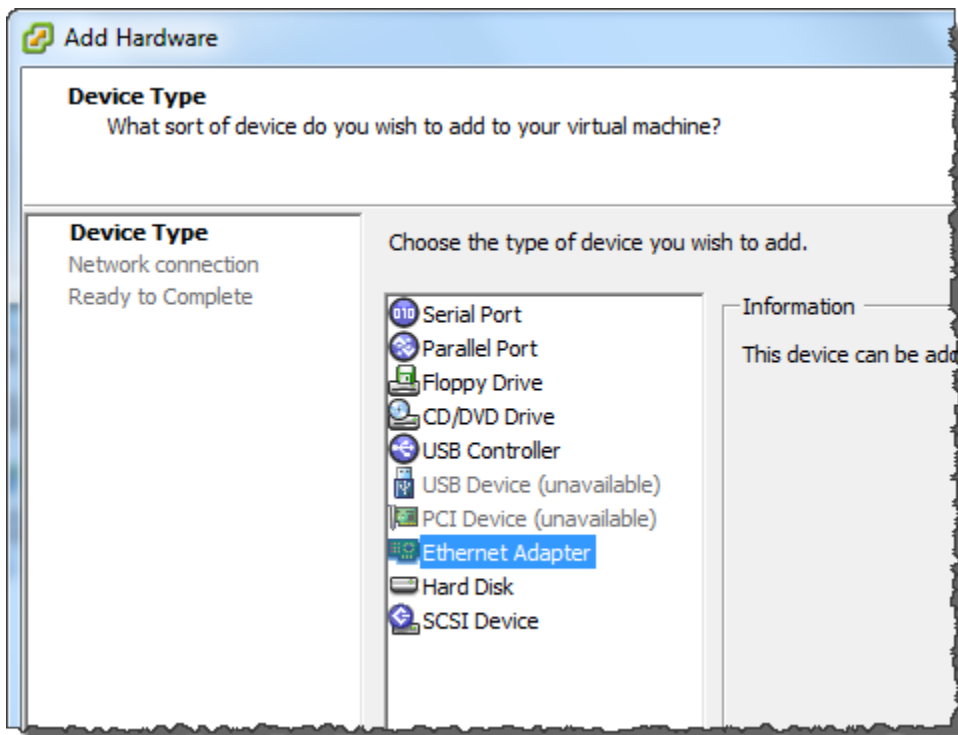 Add Hardware
Device Type
What sort of device do you wish to add to your virtual machine?
Device Type
Network connection
Ready to Complete
Choose the type of device you wish to add.
Serial Port
Parallel Port
Floppy Drive
CD/DVD Drive
USB Controller
USB Device (unavailable)
PCI Device (unavailable)
Ethernet Adapter
Hard Disk
SCSI Device
Information
This device can be